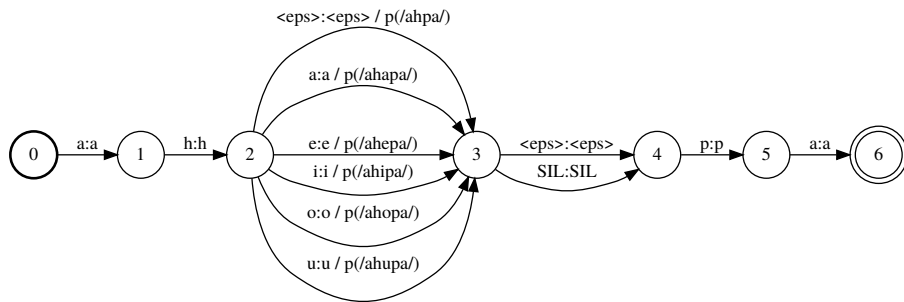 <eps>:<eps> / p(/ahpa/)
a:a / p(/ahapa/)
0 a:a 1 h:h 2 e:e / p(/ahepa/) 3 <eps>:<eps> 4 p:p 5 a:a 6
i:i / p(/ahipa/) SIL:SIL
o:o / p(/ahopa/)
u:u / p(/ahupa/)